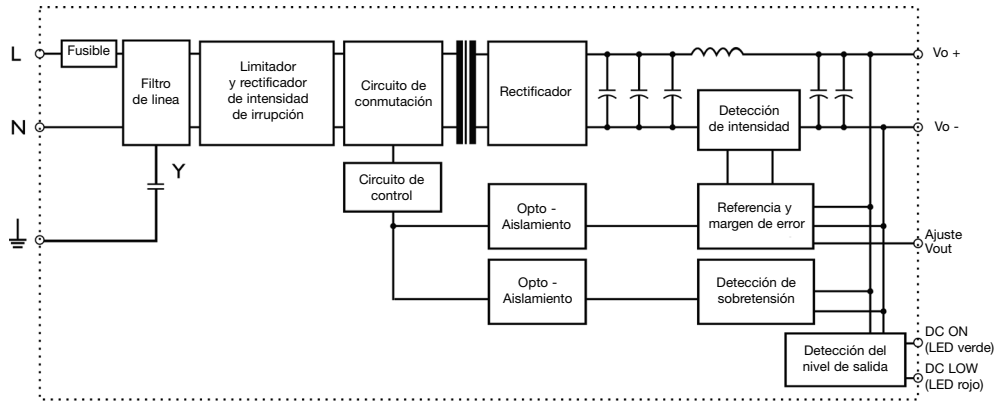 L
Fusible
Filtro
de linea
Limitador
y rectificador
de intensidad
de irrupción
Circuito de
conmutación
Rectificador
Vo +
Detección
de intensidad
N
Vo -
Y
Circuito de
control
Opto -
Aislamiento
Referencia y
margen de error
Ajuste
Vout
Opto -
Aislamiento
Detección de
sobretensión
Detección del
nivel de salida
DC ON
(LED verde)
DC LOW
(LED rojo)